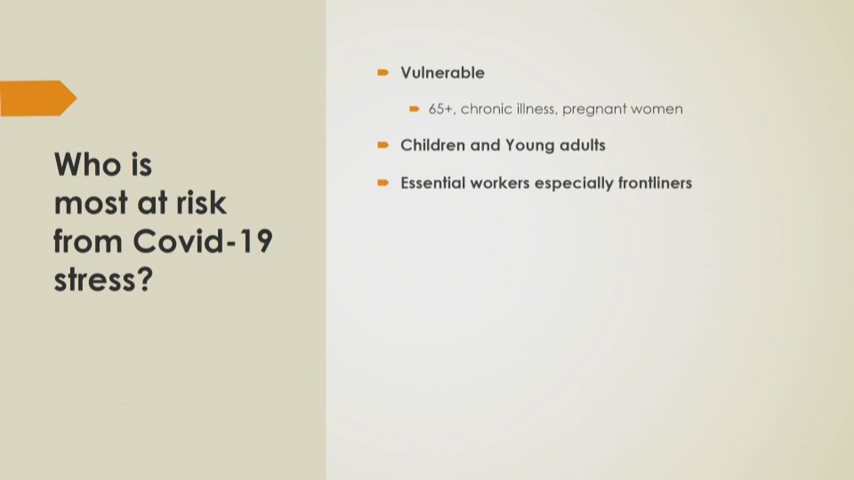 Who is
most at risk
from Covid-19
stress?
Vulnerable
65+, chronic illness, pregnant women
Children and Young adults
Essential workers especially frontliners